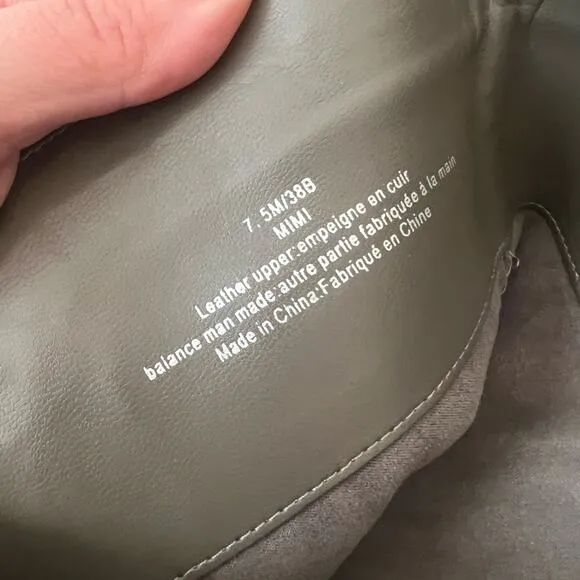 7.5M/38B
MIMI
Leather upper:empeigne en cuir
balance man made:autre partie fabriquée à la main
Made in China:Fabriqué en Chine